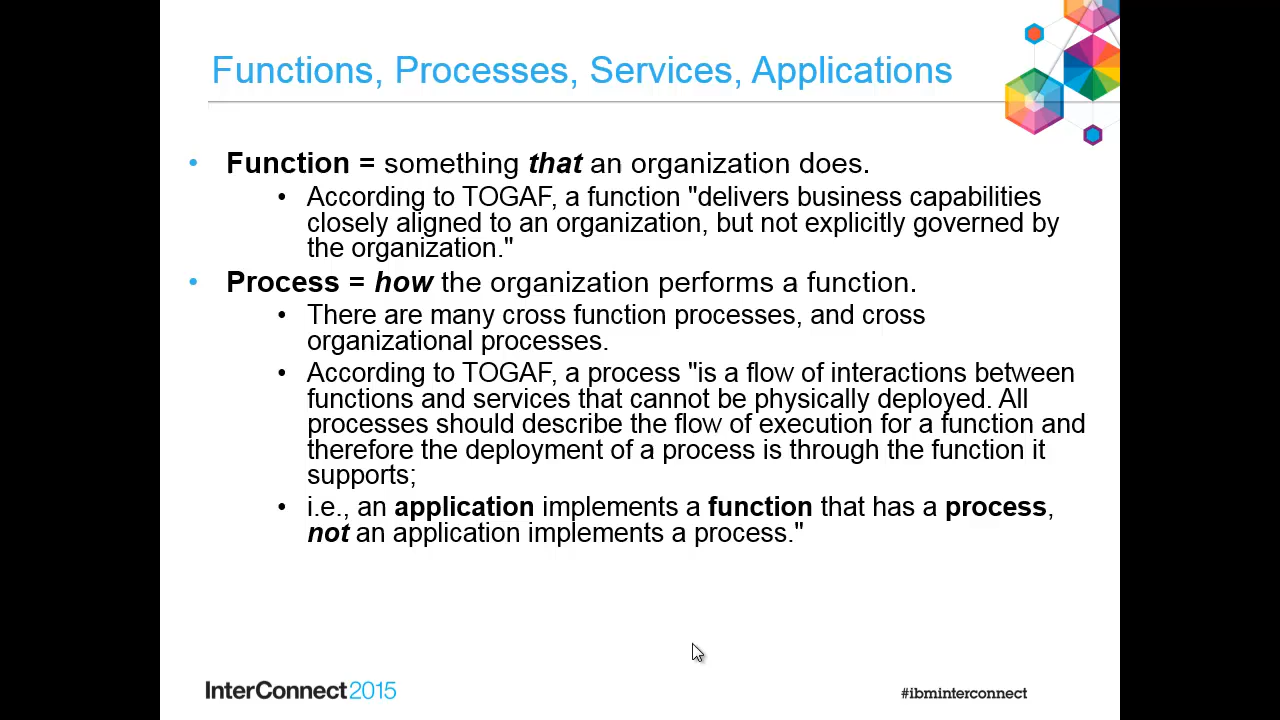 Functions, Processes, Services, Applications
• Function = something that an organization does.
• According to TOGAF, a function "delivers business capabilities
closely aligned to an organization, but not explicitly governed by
the organization."
• Process = how the organization performs a function.
• There are many cross function processes, and cross
organizational processes.
• According to TOGAF, a process "is a flow of interactions between
functions and services that cannot be physically deployed. All
processes should describe the flow of execution for a function and
therefore the deployment of a process is through the function it
supports;
• i.e., an application implements a function that has a process,
not an application implements a process."
InterConnect2015
#ibminterconnect